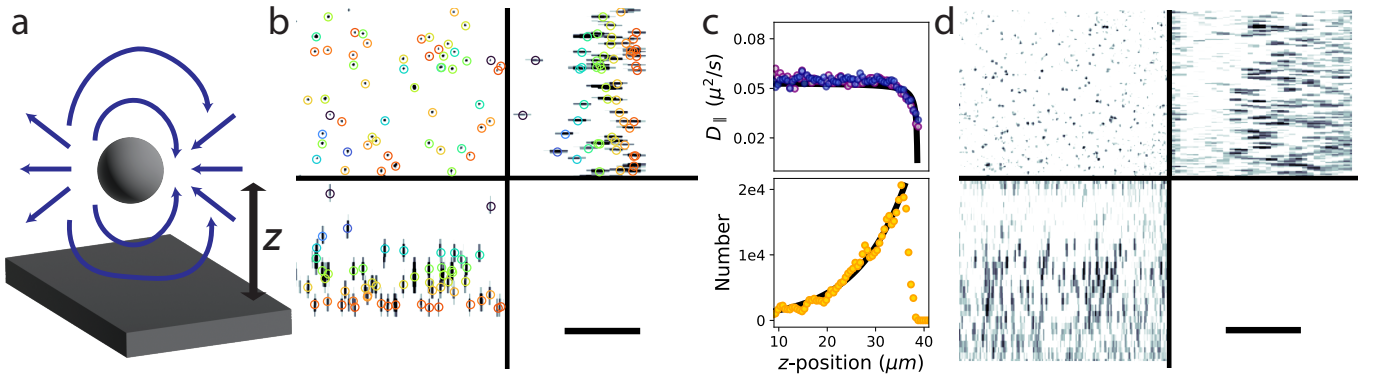 a
b
c
d
z
D∥ (μ²/s)
0.08
0.05
0.02
Number
2e4
1e4
0
10
20
30
40
z-position (μm)